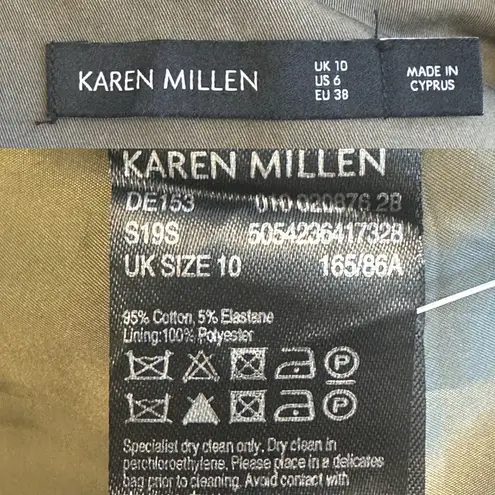 KAREN MILLEN
UK 10
US 6
EU 38
MADE IN
CYPRUS
KAREN MILLEN
DE153 010 020876 28
S19S 5054236417328
UK SIZE 10 165/86A
95% Cotton, 5% Elastane
Lining:100% Polyester
P
P
Specialist dry clean only. Dry clean in
perchloroethylene. Please place in a delicates
bag prior to cleaning. Avoid contact with